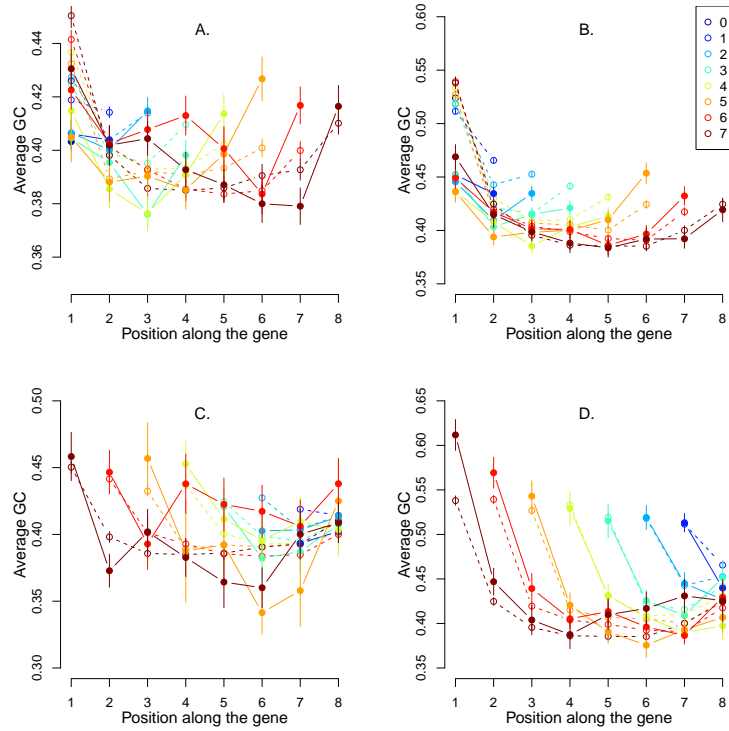 A.
Average GC
0.36
0.38
0.40
0.42
0.44
1 2 3 4 5 6 7 8
Position along the gene
B.
Average GC
0.35
0.40
0.45
0.50
0.55
0.60
1 2 3 4 5 6 7 8
Position along the gene
0
1
2
3
4
5
6
7
C.
Average GC
0.30
0.35
0.40
0.45
0.50
1 2 3 4 5 6 7 8
Position along the gene
D.
Average GC
0.35
0.40
0.45
0.50
0.55
0.60
0.65
1 2 3 4 5 6 7 8
Position along the gene